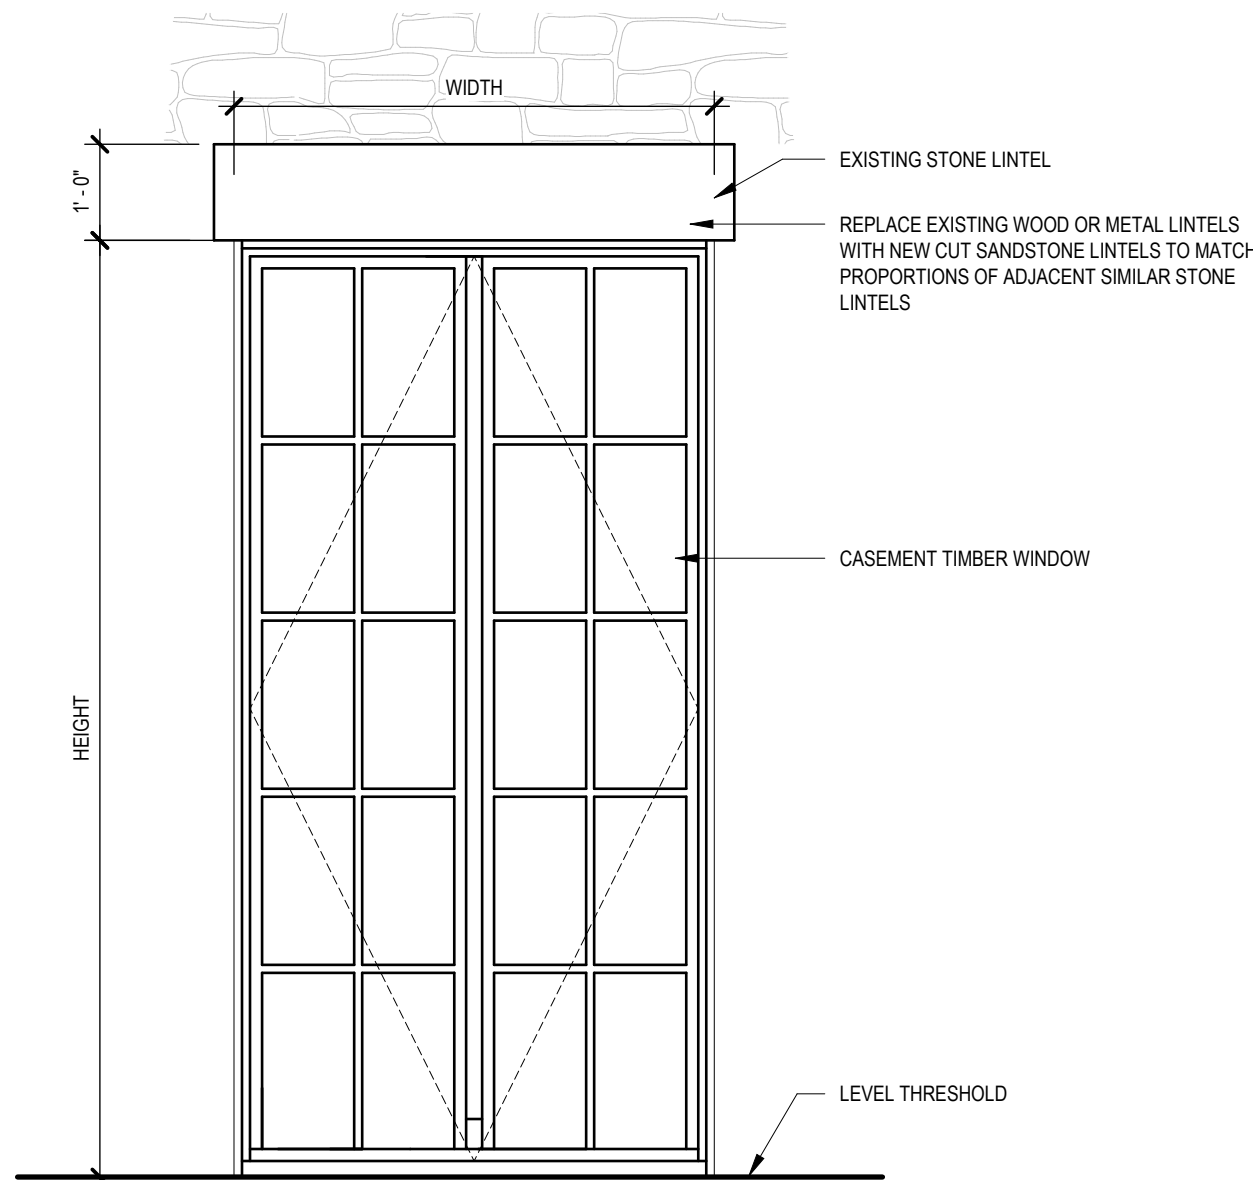 WIDTH
1' - 0"
EXISTING STONE LINTEL
REPLACE EXISTING WOOD OR METAL LINTELS
WITH NEW CUT SANDSTONE LINTELS TO MATCH
PROPORTIONS OF ADJACENT SIMILAR STONE
LINTELS
CASEMENT TIMBER WINDOW
HEIGHT
LEVEL THRESHOLD